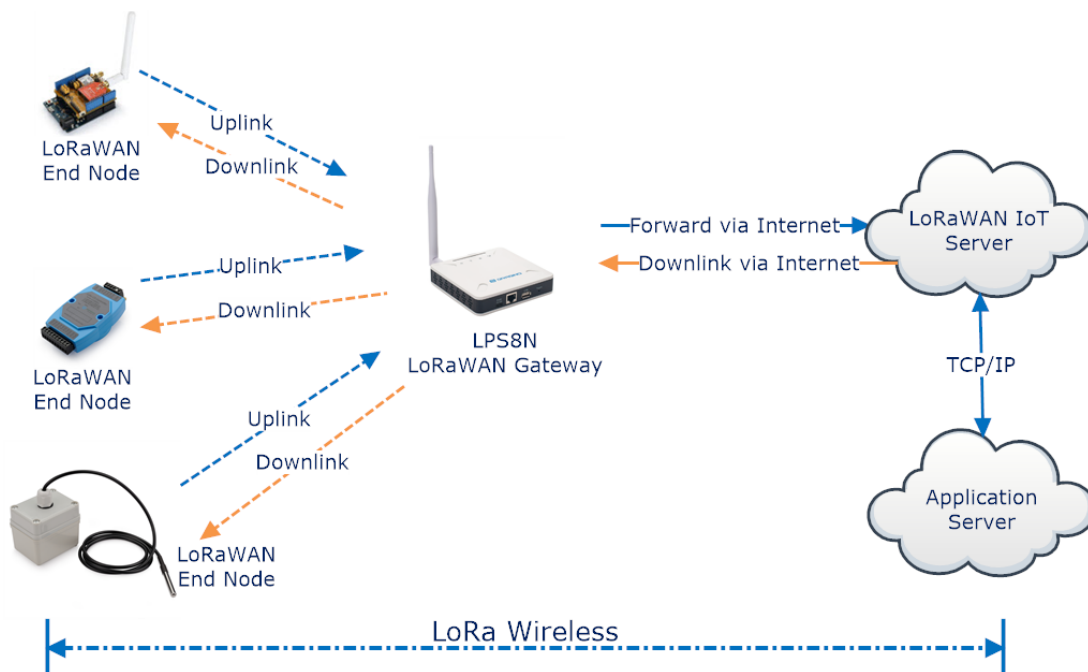 LoRaWAN
End Node
Uplink
Downlink
LoRaWAN
End Node
Uplink
Downlink
LoRaWAN
End Node
Uplink
Downlink
LPS8N
LoRaWAN Gateway
Forward via Internet
Downlink via Internet
LoRaWAN IoT
Server
TCP/IP
Application
Server
LoRa Wireless